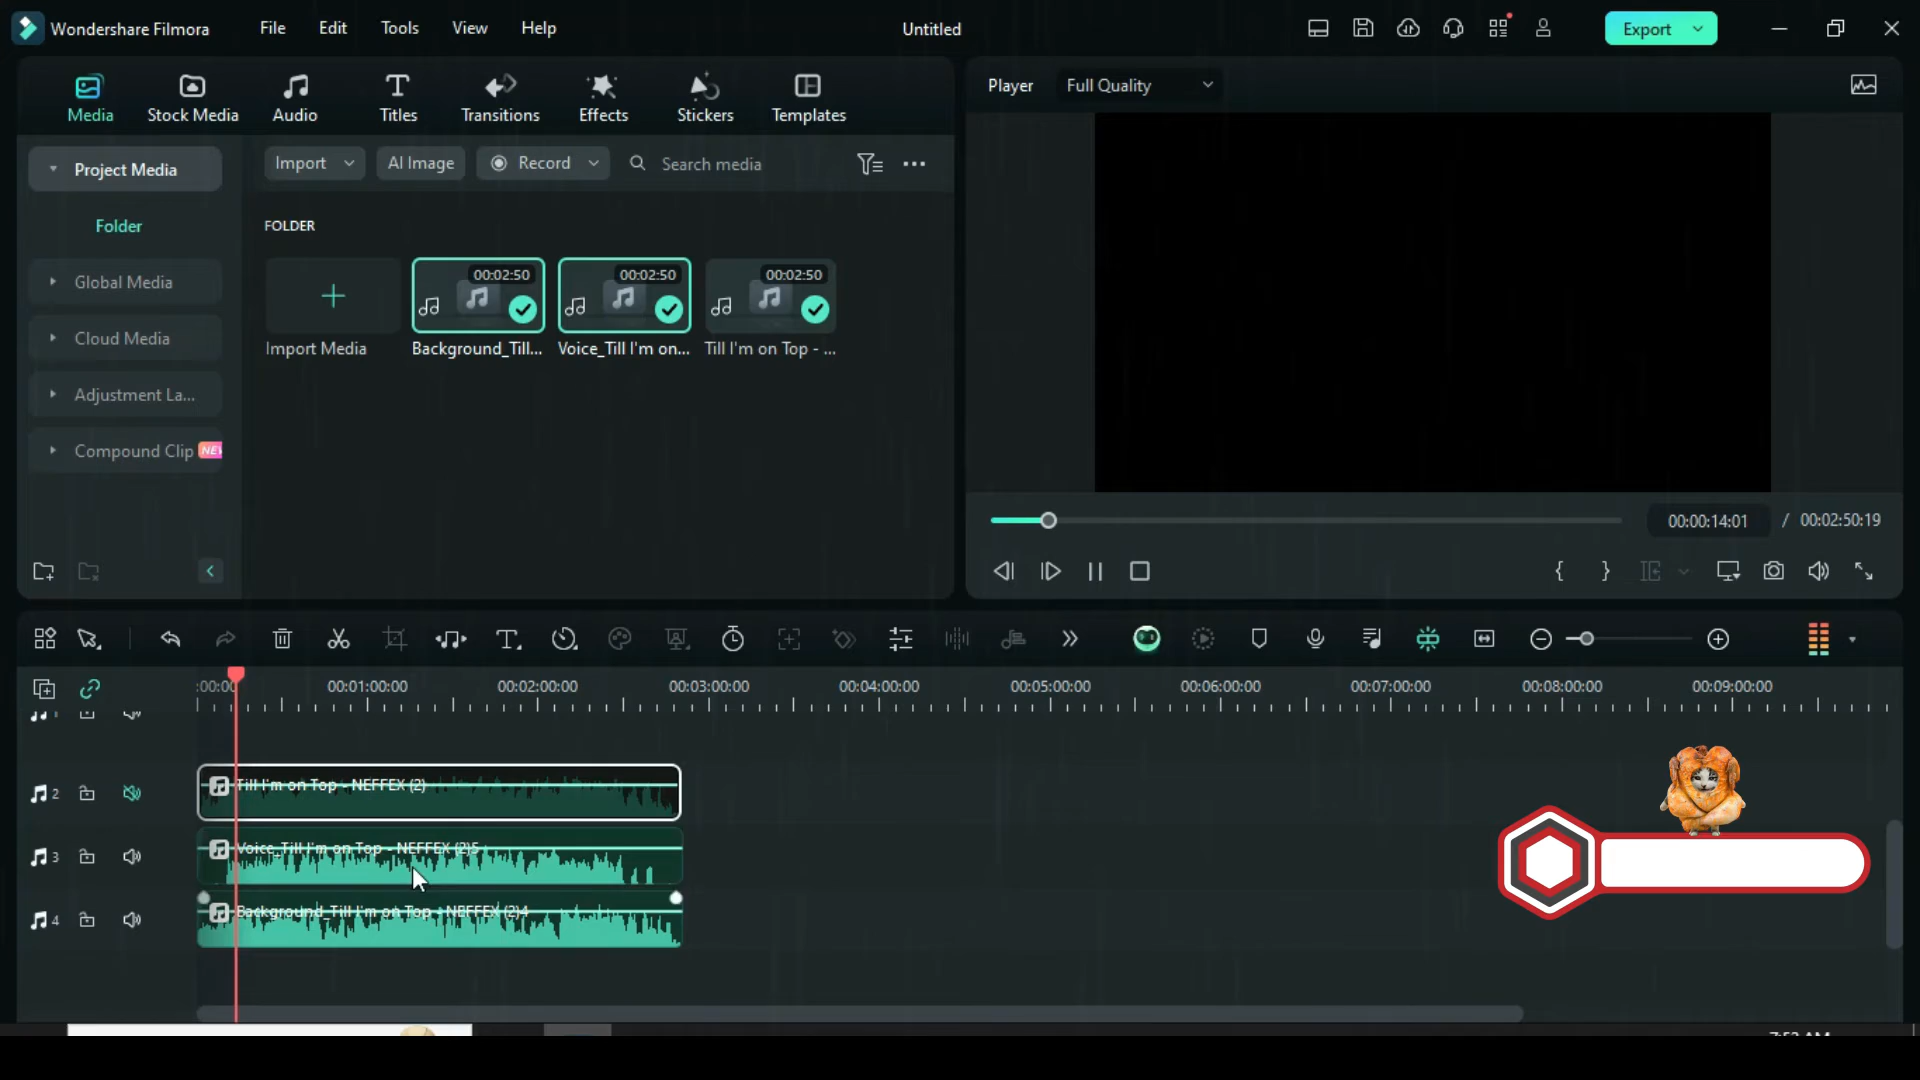 Wondershare Filmora
File
Edit
Tools
View
Help
Untitled
Export
Media
Stock Media
Audio
Titles
Transitions
Effects
Stickers
Templates
Player
Full Quality
Project Media
Import
AI Image
Record
Search media
Folder
FOLDER
Global Media
Cloud Media
Adjustment La...
Compound Clip
00:02:50
00:02:50
00:02:50
Import Media
Background_Till...
Voice_Till I'm on...
Till I'm on Top - ...
00:00:14:01
/ 00:02:50:19
:00:00
00:01:00:00
00:02:00:00
00:03:00:00
00:04:00:00
00:05:00:00
00:06:00:00
00:07:00:00
00:08:00:00
00:09:00:00
2
Till I'm on Top - NEFFEX (2)
3
Voice_Till I'm on Top - NEFFEX (2)5
4
Background_Till I'm on Top - NEFFEX (2)4